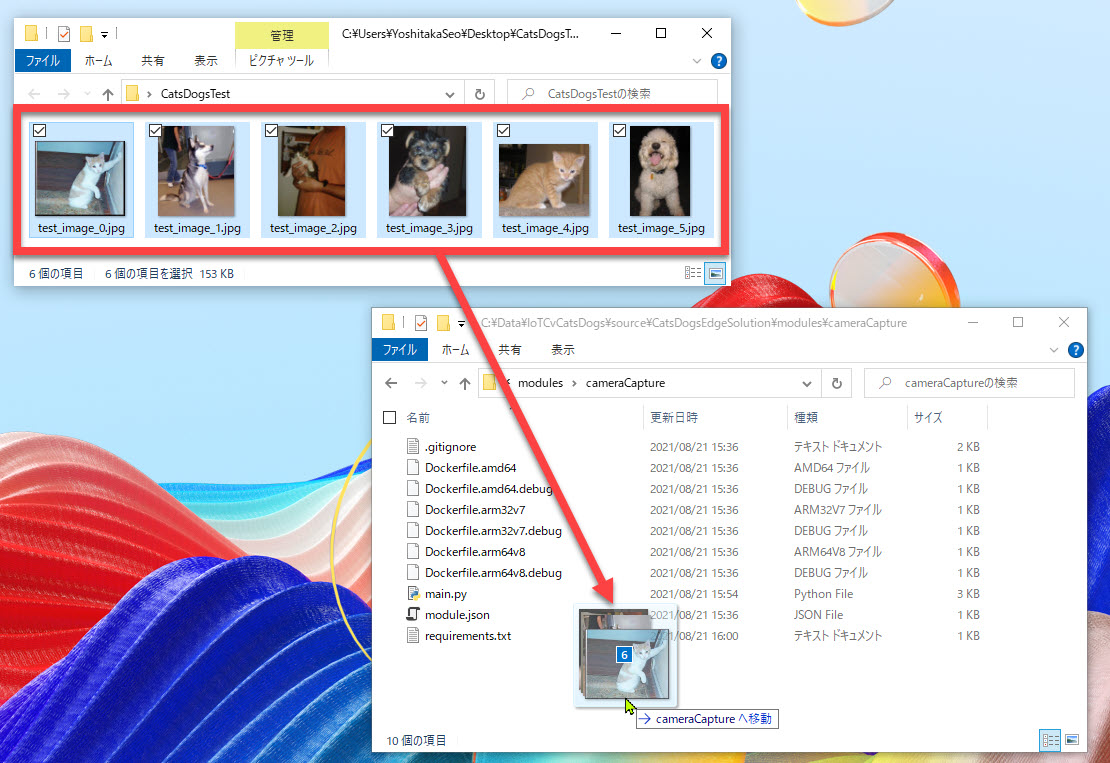 管理
C:¥Users¥YoshitakaSeo¥Desktop¥CatsDogsT...
ファイル ホーム 共有 表示 ピクチャ ツール
CatsDogsTest
CatsDogsTestの検索
test_image_0.jpg test_image_1.jpg test_image_2.jpg test_image_3.jpg test_image_4.jpg test_image_5.jpg
6 個の項目 6 個の項目を選択 153 KB
C:¥Data¥IoTCvCatsDogs¥source¥CatsDogsEdgeSolution¥modules¥cameraCapture
ファイル ホーム 共有 表示
modules › cameraCapture
cameraCaptureの検索
名前 更新日時 種類 サイズ
.gitignore 2021/08/21 15:36 テキスト ドキュメント 2 KB
Dockerfile.amd64 2021/08/21 15:36 AMD64 ファイル 1 KB
Dockerfile.amd64.debug 2021/08/21 15:36 DEBUG ファイル 1 KB
Dockerfile.arm32v7 2021/08/21 15:36 ARM32V7 ファイル 1 KB
Dockerfile.arm32v7.debug 2021/08/21 15:36 DEBUG ファイル 1 KB
Dockerfile.arm64v8 2021/08/21 15:36 ARM64V8 ファイル 1 KB
Dockerfile.arm64v8.debug 2021/08/21 15:36 DEBUG ファイル 1 KB
main.py 2021/08/21 15:54 Python File 3 KB
module.json 2021/08/21 15:36 JSON File 1 KB
requirements.txt 2021/08/21 16:00 テキスト ドキュメント 1 KB
6
cameraCapture へ移動
10 個の項目